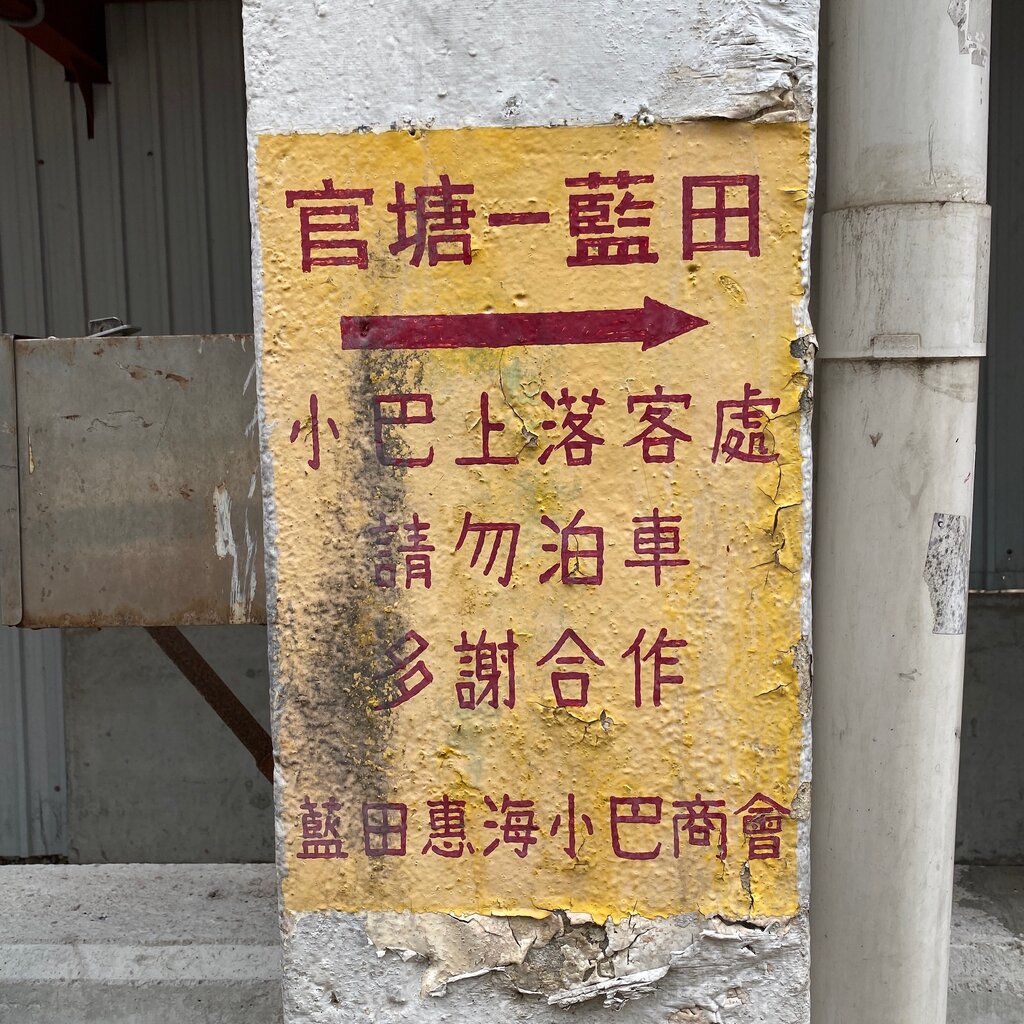 官塘一藍田
小巴上落客處
請勿泊車
多謝合作
藍田惠海小巴商會